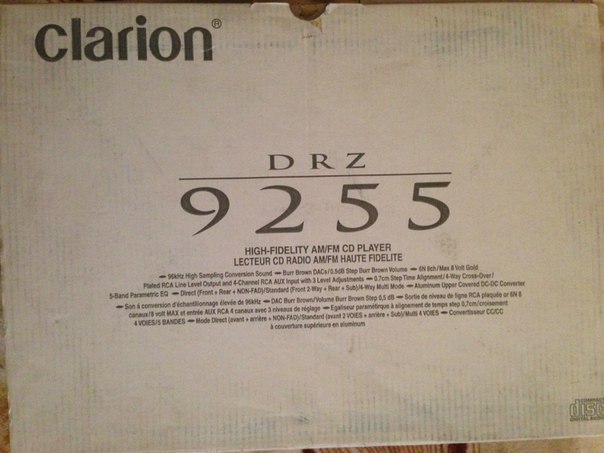 Clarion®
DRZ
9255
HIGH-FIDELITY AM/FM CD PLAYER
LECTEUR CD RADIO AM/FM HAUTE FIDELITE
96kHz High Sampling Conversion Sound ━ Burr Brown DACs/0.5dB Step Burr Brown Volume ━ 6N 8ch/Max 8 Volt Gold
Plated RCA Line Level Output and 4-Channel RCA AUX Input with 3 Level Adjustments ━ 0.7cm Step Time Alignment/4-Way Cross-Over/
5-Band Parametric EQ ━ Direct (Front + Rear + NON-FAD)/Standard (Front 2-Way + Rear + Sub)/4-Way Multi Mode ━ Aluminum Upper Covered DC-DC Converter
━ Son à conversion d'échantillonnage élevée de 96kHz ━ DAC Burr Brown/Volume Burr Brown Step 0,5 dB ━ Sortie de niveau de ligne RCA plaquée or 6N 8
canaux/8 volt MAX et entrée AUX RCA 4 canaux avec 3 niveaux de réglage ━ Egaliseur paramétrique à alignement de temps step 0,7cm/croisement
4 VOIES/5 BANDES ━ Mode Direct (avant + arrière + NON-FAD)/Standard (avant 2 VOIES + arrière + Sub)/Multi 4 VOIES ━ Convertisseur CC/CC
à couverture supérieure en aluminium
COMPACT
disc
DIGITAL AUDIO